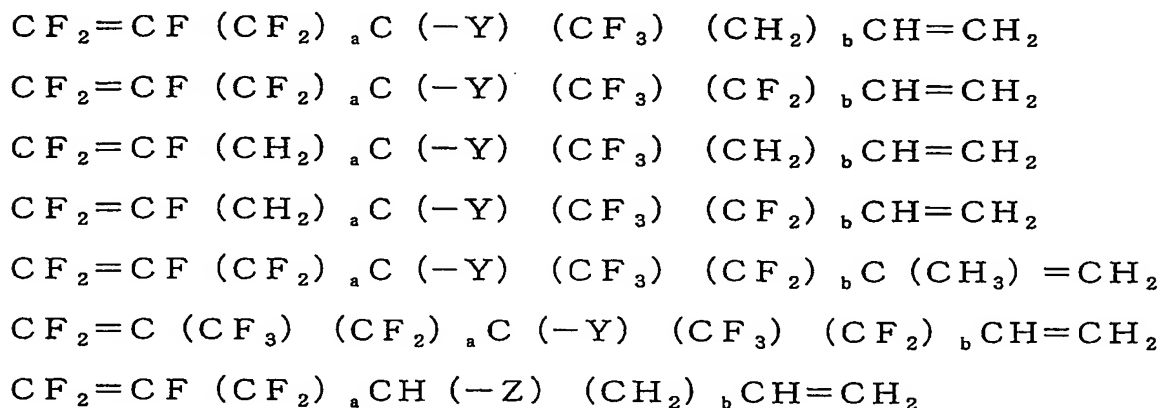 CF₂=CF (CF₂) ₐC (−Y) (CF₃) (CH₂) bCH=CH₂
CF₂=CF (CF₂) ₐC (−Y) (CF₃) (CF₂) bCH=CH₂
CF₂=CF (CH₂) ₐC (−Y) (CF₃) (CH₂) bCH=CH₂
CF₂=CF (CH₂) ₐC (−Y) (CF₃) (CF₂) bCH=CH₂
CF₂=CF (CF₂) ₐC (−Y) (CF₃) (CF₂) bC (CH₃) =CH₂
CF₂=C (CF₃) (CF₂) ₐC (−Y) (CF₃) (CF₂) bCH=CH₂
CF₂=CF (CF₂) ₐCH (−Z) (CH₂) bCH=CH₂